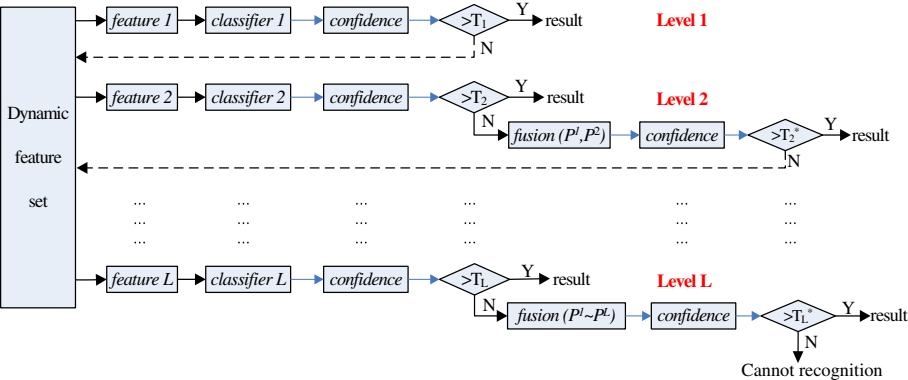 feature 1 classifier 1 confidence >T1 Y result Level 1
N
Dynamic
feature
set
feature 2 classifier 2 confidence >T2 Y result Level 2
N
fusion (P1,P2) confidence >T2* Y result
N
... ... ... ... ... ...
... ... ... ... ... ...
... ... ... ... ... ...
feature L classifier L confidence >TL Y result Level L
N
fusion (P1~PL) confidence >TL* Y result
N
Cannot recognition